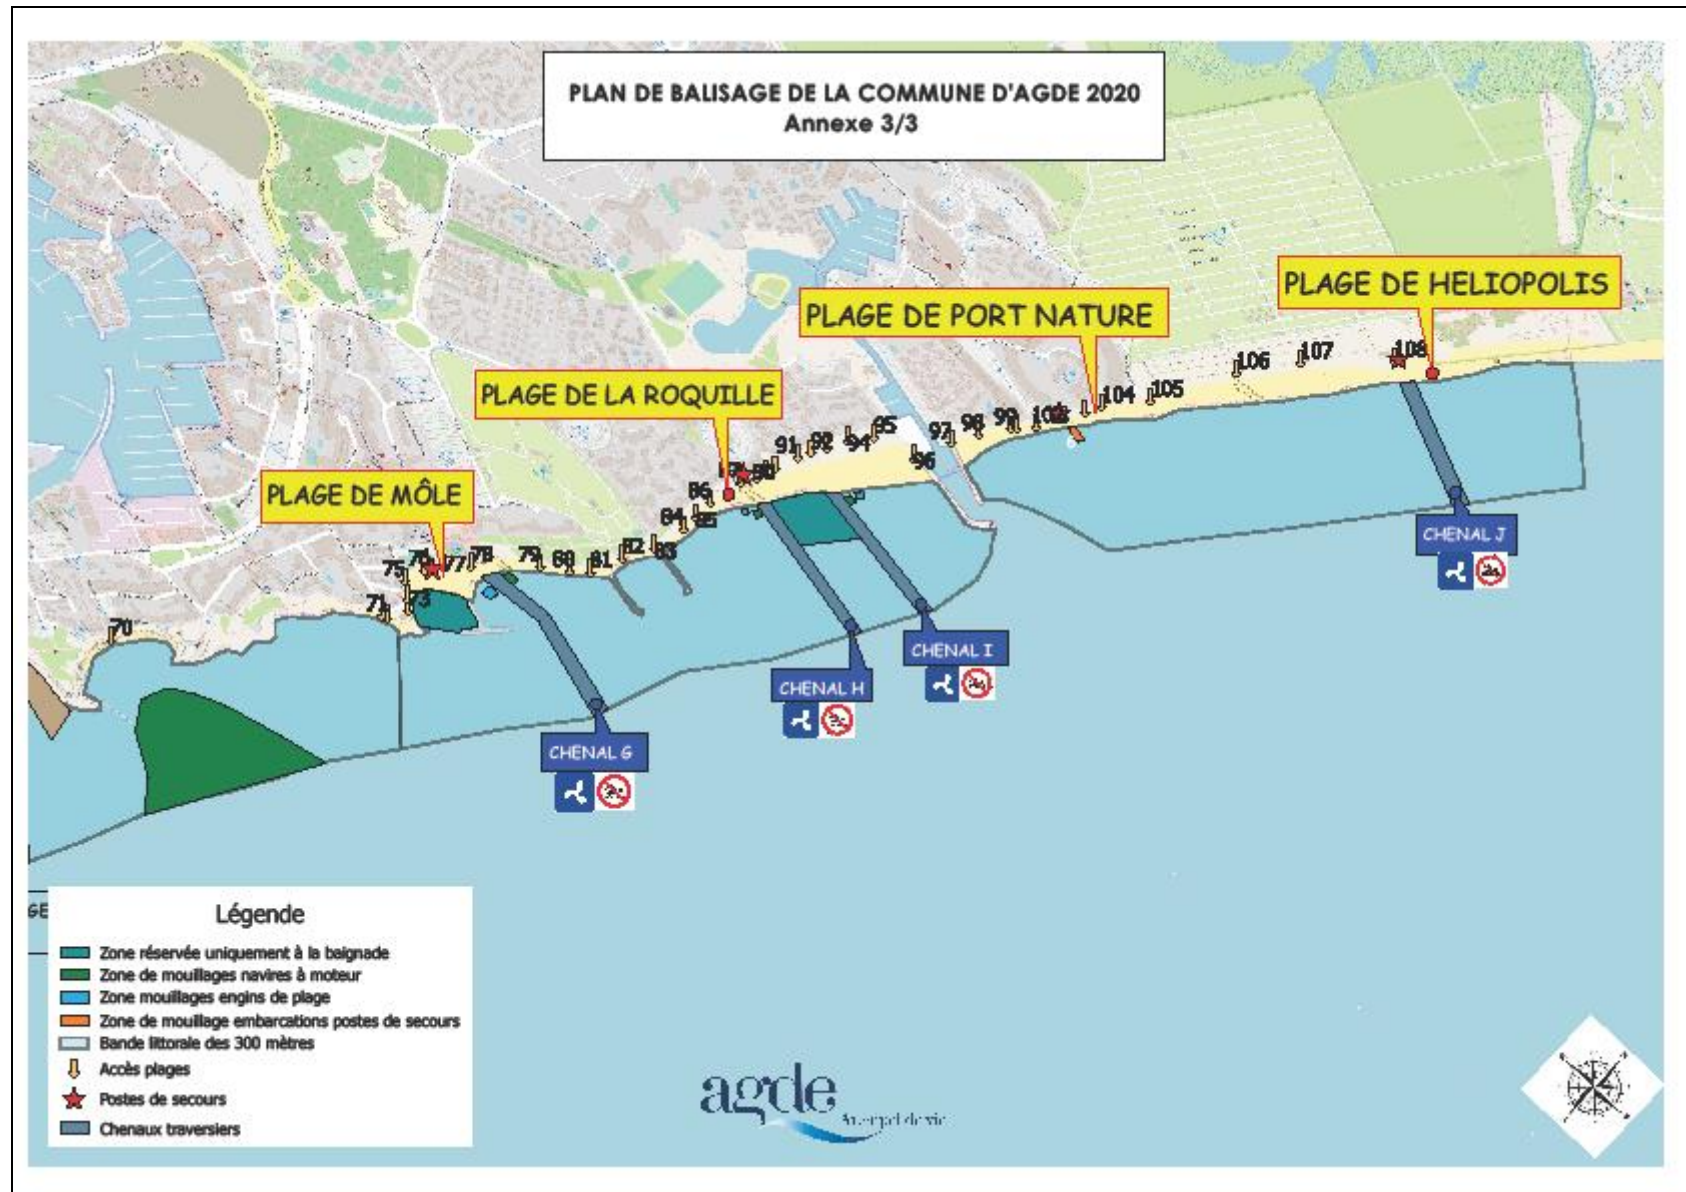 PLAN DE BALISAGE DE LA COMMUNE D'AGDE 2020
Annexe 3/3
PLAGE DE HELIOPOLIS
PLAGE DE PORT NATURE
PLAGE DE LA ROQUILLE
PLAGE DE MÔLE
108
107
106
105
104
99
98
97
96
95
94
92
91
90
86
85
84
83
82
81
80
79
78
77
76
75
73
71
70
CHENAL J
CHENAL I
CHENAL H
CHENAL G
GE
Légende
Zone réservée uniquement à la baignade
Zone de mouillages navires à moteur
Zone mouillages engins de plage
Zone de mouillage embarcations postes de secours
Bande littorale des 300 mètres
Accès plages
Postes de secours
Chenaux traversiers
agde